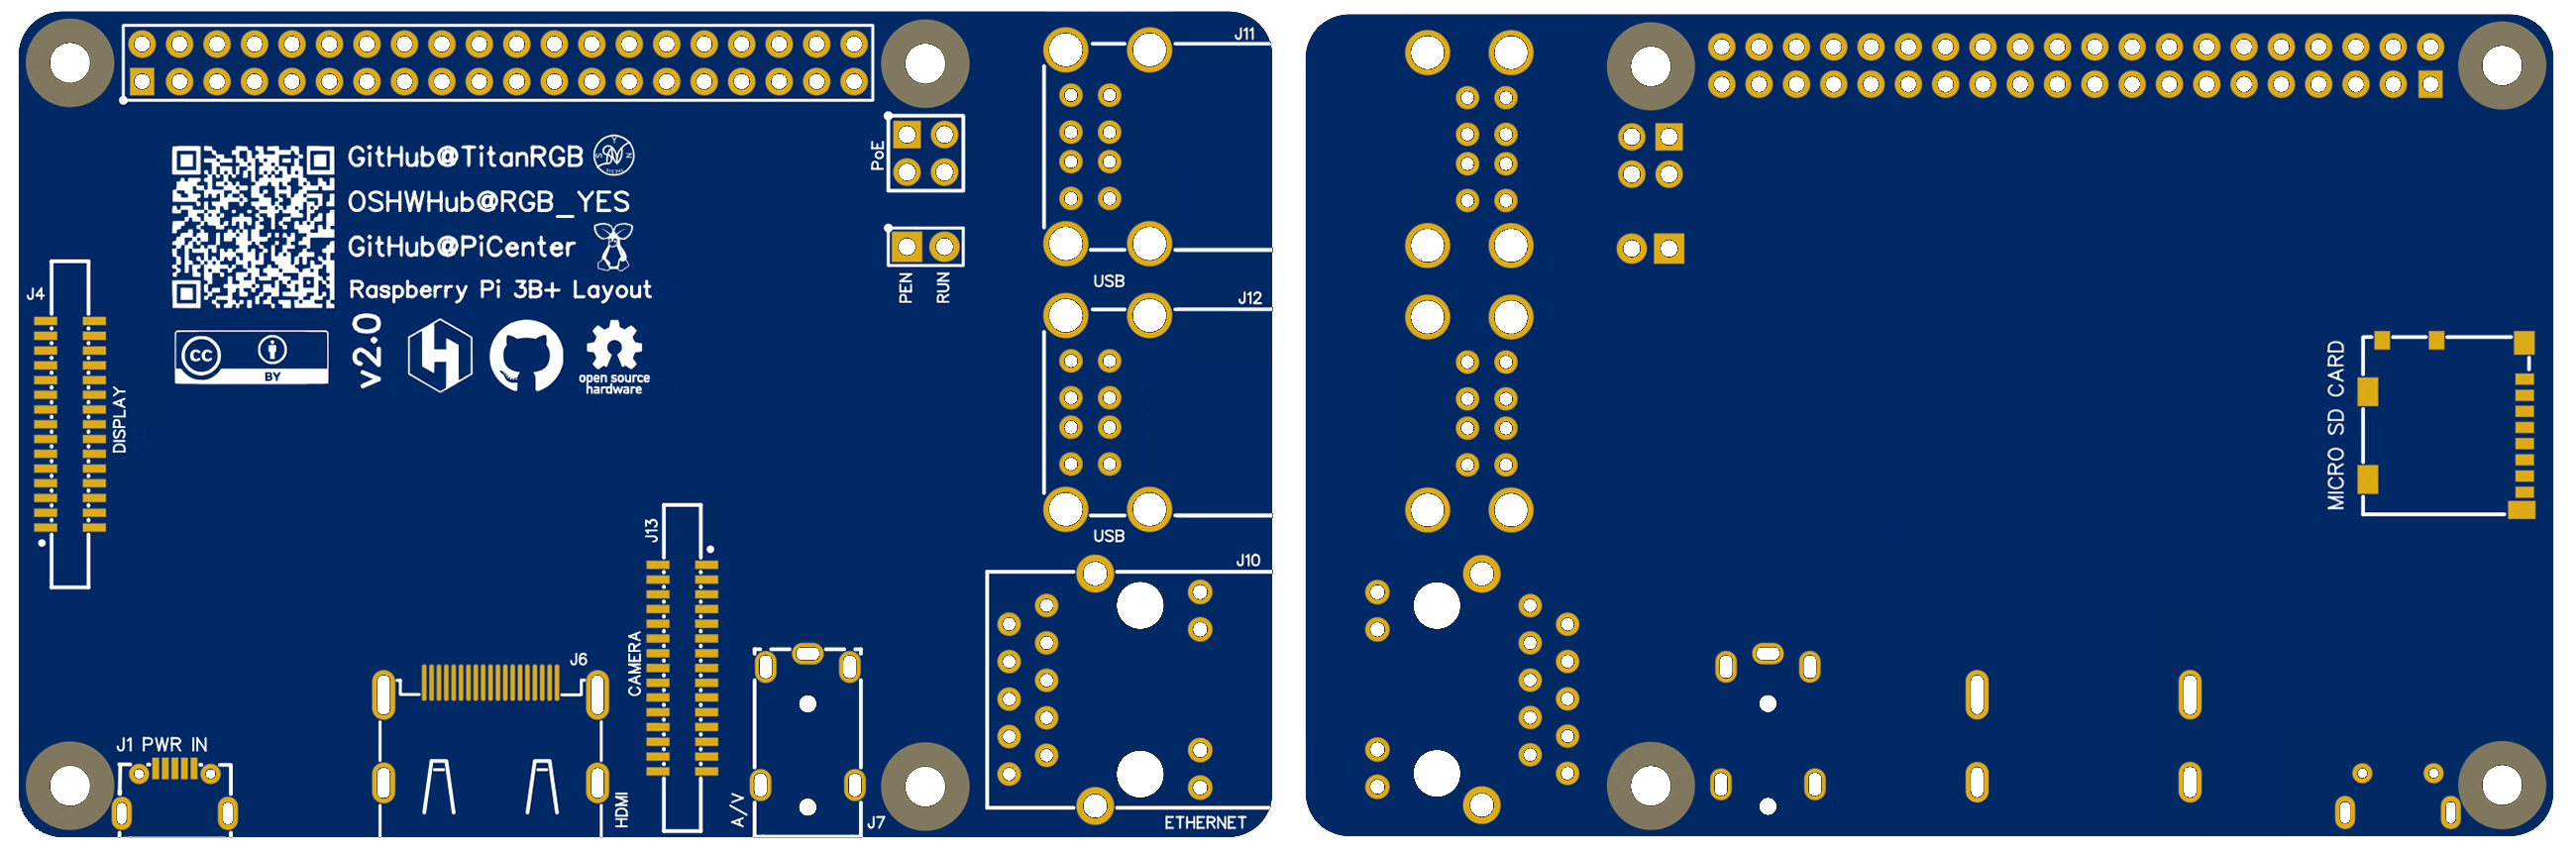 J11
PoE
GitHub@TitanRGB
OSHWHub@RGB_YES
GitHub@PiCenter
Raspberry Pi 3B+ Layout
PEN
RUN
USB
J12
J4
v2.0
cc
BY
open source
hardware
DISPLAY
MICRO SD CARD
J13
USB
J10
CAMERA
J6
J1 PWR IN
HDMI
A/V
J7
ETHERNET